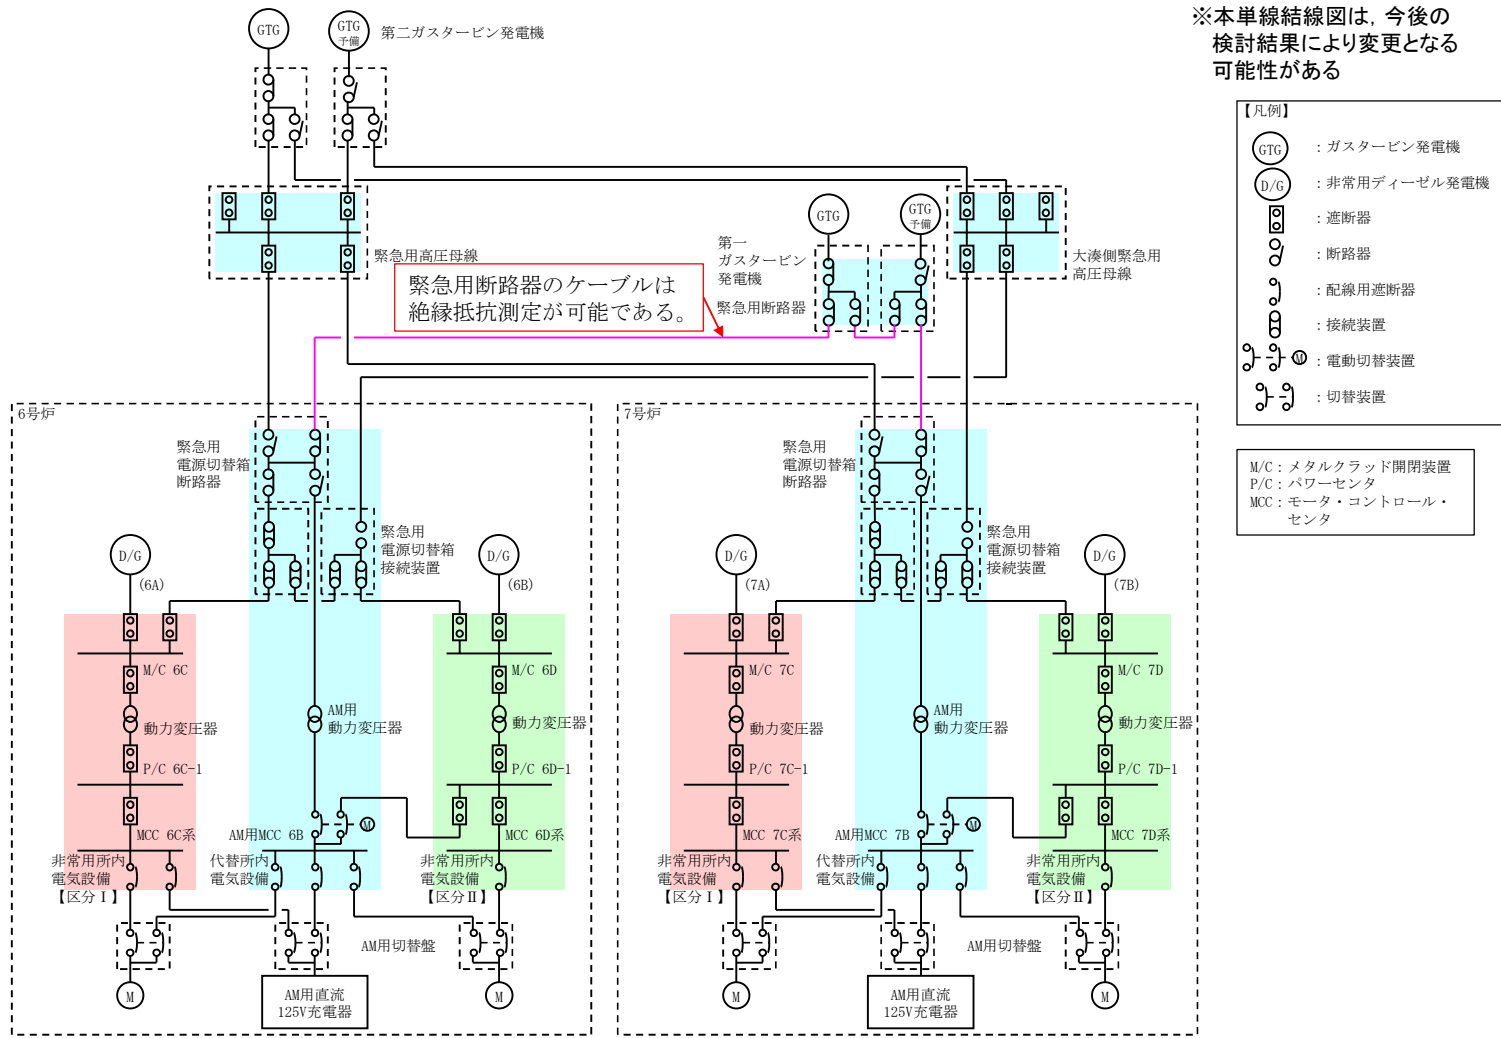 ※本単線結線図は，今後の
検討結果により変更となる
可能性がある
GTG
GTG
予備
第二ガスタービン発電機
【凡例】
GTG
：ガスタービン発電機
D/G
：非常用ディーゼル発電機
：遮断器
：断路器
：配線用遮断器
：接続装置
M
：電動切替装置
：切替装置
M/C：メタルクラッド開閉装置
P/C：パワーセンタ
MCC：モータ・コントロール・
センタ
緊急用高圧母線
GTG
GTG
予備
第一
ガスタービン
発電機
緊急用断路器
大湊側緊急用
高圧母線
緊急用断路器のケーブルは
絶縁抵抗測定が可能である。
6号炉
緊急用
電源切替箱
断路器
緊急用
電源切替箱
接続装置
D/G
(6A)
D/G
(6B)
M/C 6C
M/C 6D
動力変圧器
AM用
動力変圧器
動力変圧器
P/C 6C-1
P/C 6D-1
MCC 6C系
AM用MCC 6B
M
MCC 6D系
非常用所内
電気設備
【区分Ⅰ】
代替所内
電気設備
非常用所内
電気設備
【区分Ⅱ】
AM用切替盤
M
AM用直流
125V充電器
M
7号炉
緊急用
電源切替箱
断路器
緊急用
電源切替箱
接続装置
D/G
(7A)
D/G
(7B)
M/C 7C
M/C 7D
動力変圧器
AM用
動力変圧器
動力変圧器
P/C 7C-1
P/C 7D-1
MCC 7C系
AM用MCC 7B
M
MCC 7D系
非常用所内
電気設備
【区分Ⅰ】
代替所内
電気設備
非常用所内
電気設備
【区分Ⅱ】
AM用切替盤
M
AM用直流
125V充電器
M